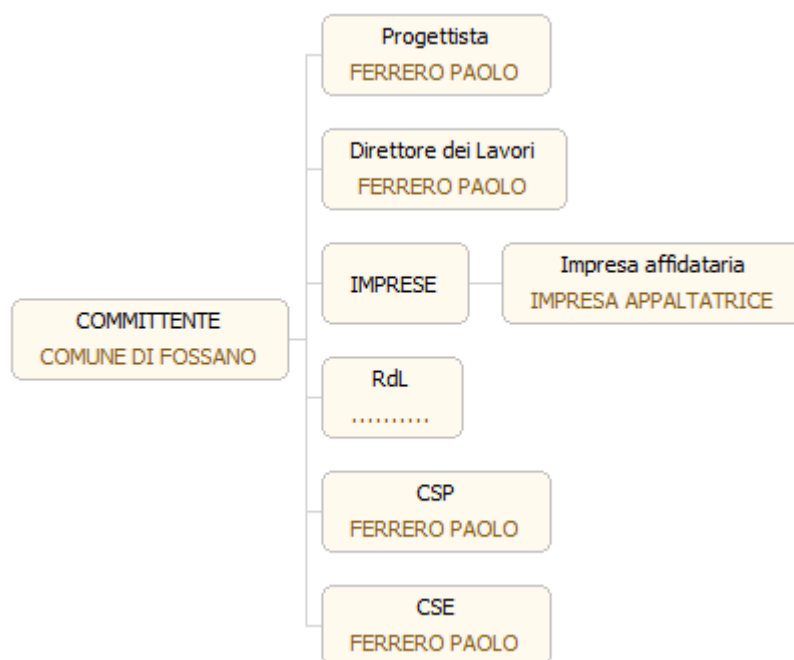 Progettista
FERRERO PAOLO
Direttore dei Lavori
FERRERO PAOLO
IMPRESE
Impresa affidataria
IMPRESA APPALTATRICE
COMMITTENTE
COMUNE DI FOSSANO
RdL
..........
CSP
FERRERO PAOLO
CSE
FERRERO PAOLO